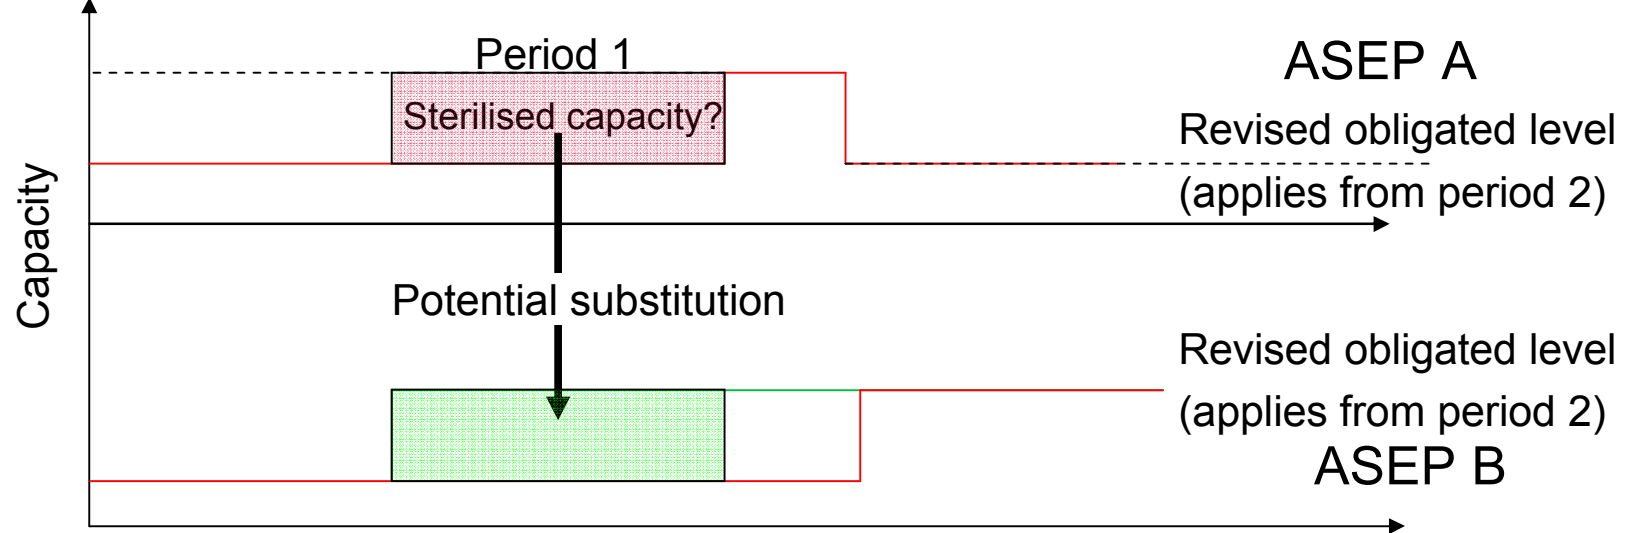 Period 1
ASEP A
Sterilised capacity?
Revised obligated level
(applies from period 2)
Capacity
Potential substitution
Revised obligated level
(applies from period 2)
ASEP B